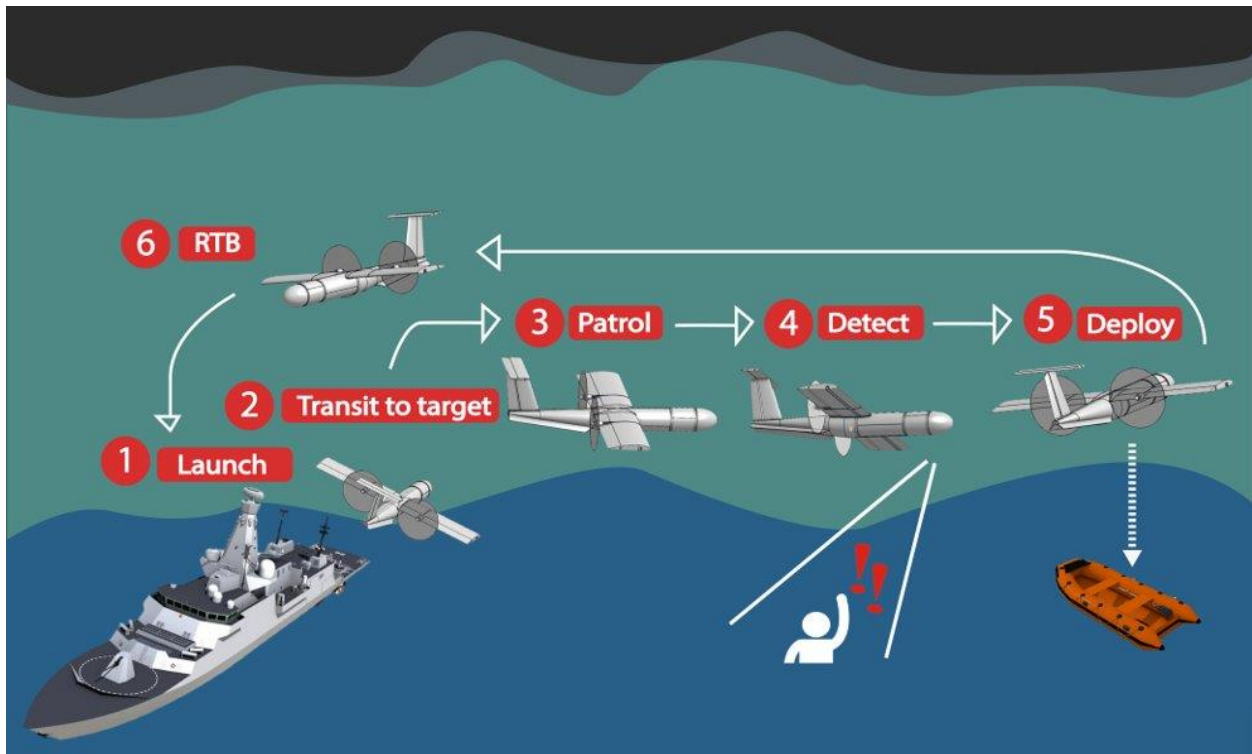 1 Launch
2 Transit to target
3 Patrol
4 Detect
5 Deploy
6 RTB
!!